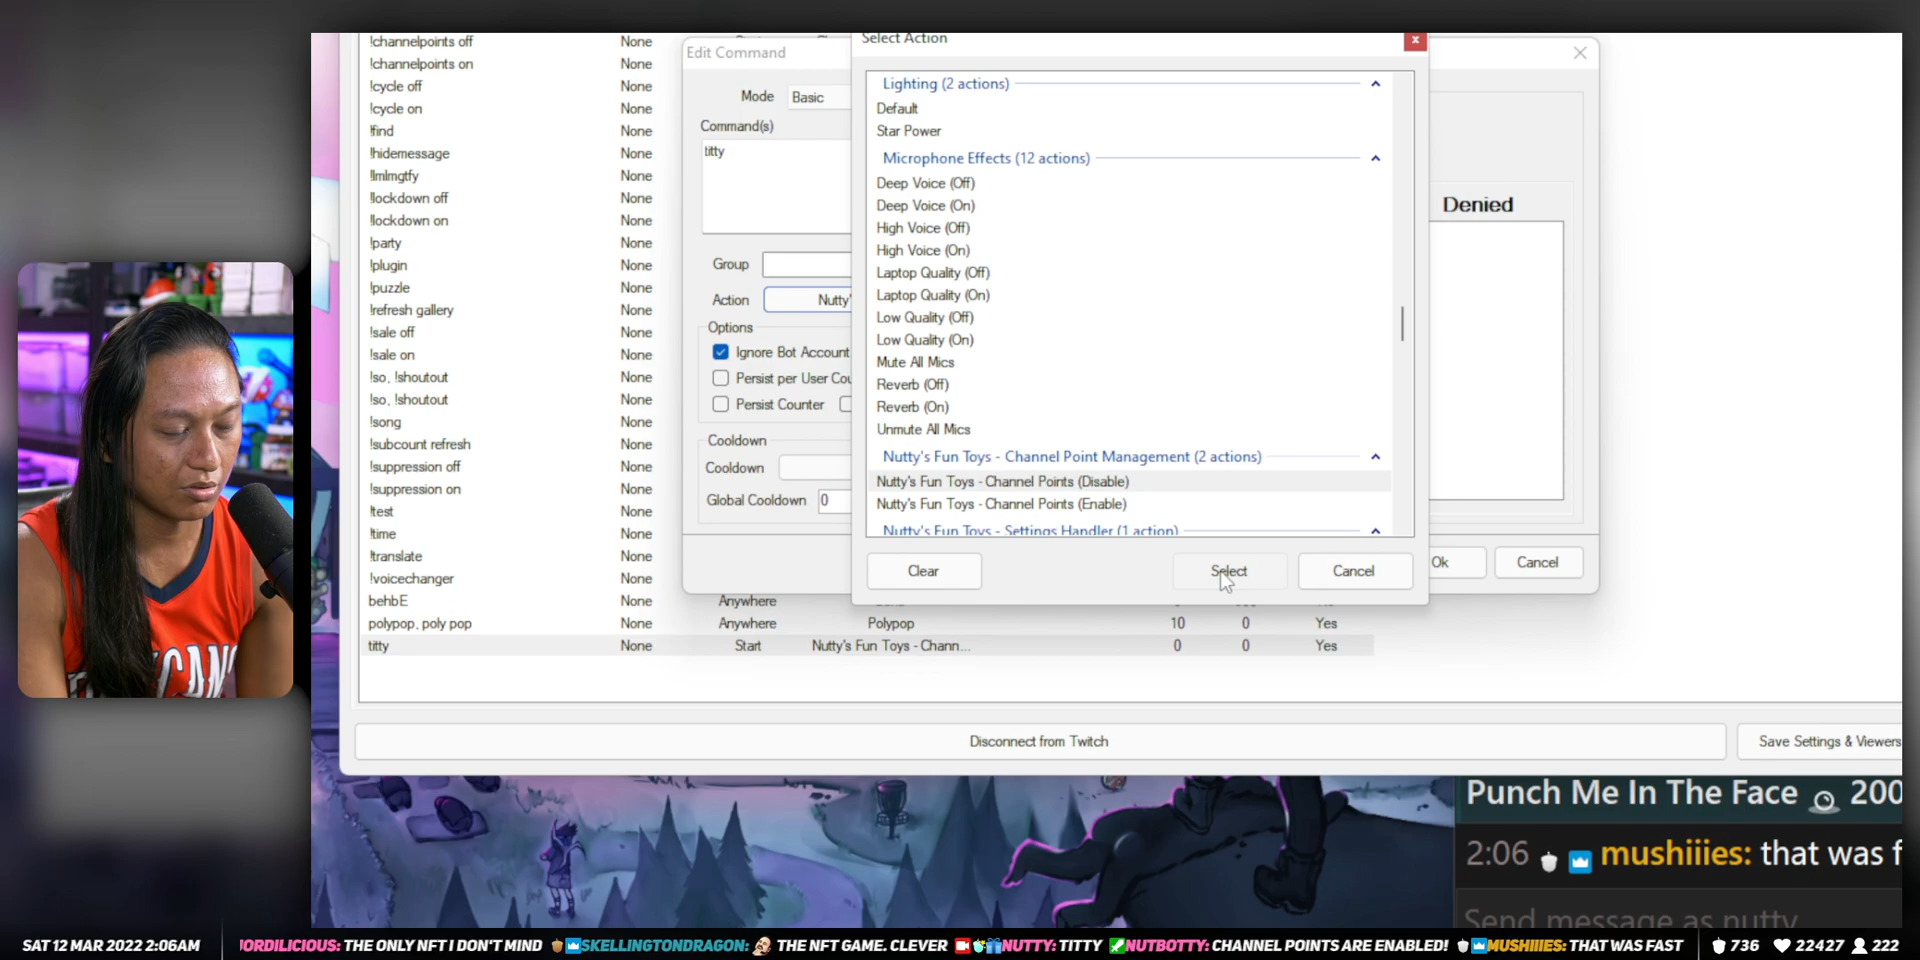 !channelpoints off None
!channelpoints on None
!cycle off None
!cycle on None
!find None
!hidemessage None
!lmlmgtfy None
!lockdown off None
!lockdown on None
!party None
!plugin None
!puzzle None
!refresh gallery None
!sale off None
!sale on None
!so, !shoutout None
!so, !shoutout None
!song None
!subcount refresh None
!suppression off None
!suppression on None
!test None
!time None
!translate None
!voicechanger None
behbE None Anywhere
polypop, poly pop None Anywhere Polypop 10 0 Yes
titty None Start Nutty's Fun Toys - Chann... 0 0 Yes
Edit Command
Mode Basic
Command(s)
titty
Group
Action Nutty'
Options
Ignore Bot Account
Persist per User Cou
Persist Counter
Cooldown
Cooldown
Global Cooldown 0
Select Action
Lighting (2 actions)
Default
Star Power
Microphone Effects (12 actions)
Deep Voice (Off)
Deep Voice (On)
High Voice (Off)
High Voice (On)
Laptop Quality (Off)
Laptop Quality (On)
Low Quality (Off)
Low Quality (On)
Mute All Mics
Reverb (Off)
Reverb (On)
Unmute All Mics
Nutty's Fun Toys - Channel Point Management (2 actions)
Nutty's Fun Toys - Channel Points (Disable)
Nutty's Fun Toys - Channel Points (Enable)
Nutty's Fun Toys - Settings Handler (1 action)
Clear Select Cancel
Denied
Ok Cancel
Disconnect from Twitch Save Settings & Viewers
Punch Me In The Face 200
2:06 mushiiies: that was f
Send message as nutty
SAT 12 MAR 2022 2:06AM JORDILICIOUS: THE ONLY NFT I DON'T MIND SKELLINGTONDRAGON: THE NFT GAME. CLEVER NUTTY: TITTY NUTBOTTY: CHANNEL POINTS ARE ENABLED! MUSHIIIES: THAT WAS FAST 736 22427 222